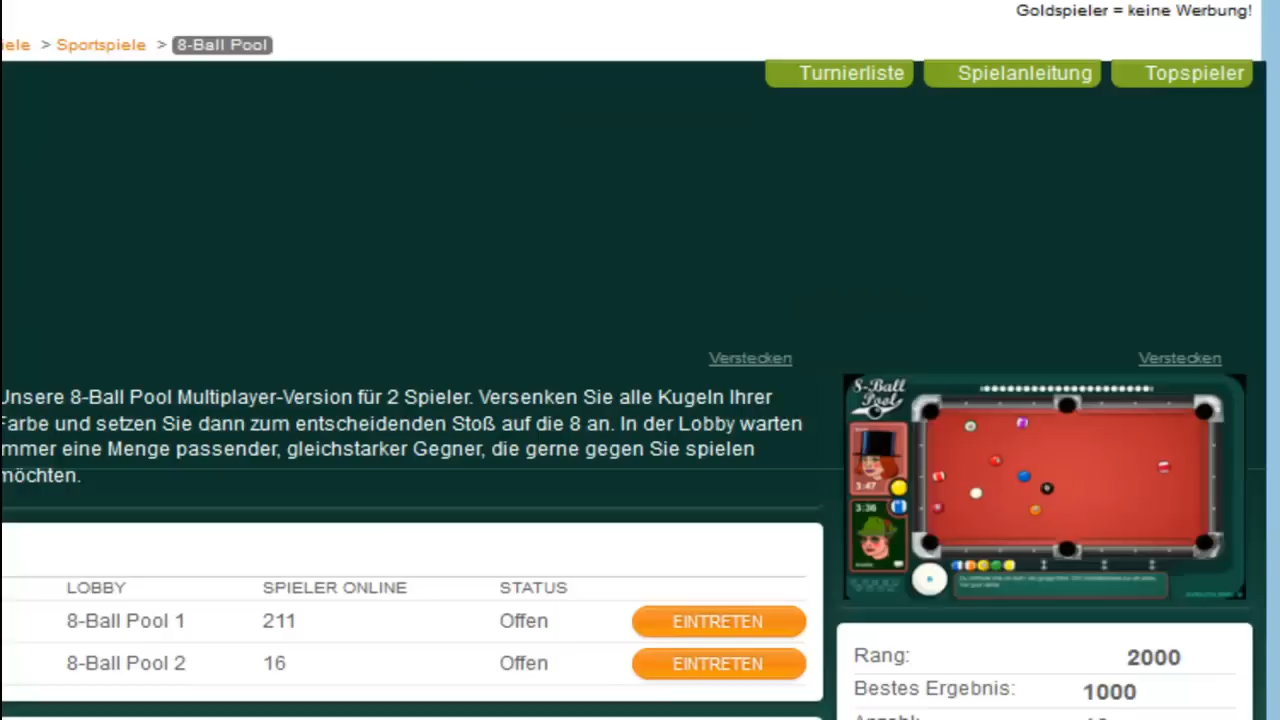 Goldspieler = keine Werbung!
iele > Sportspiele > 8-Ball Pool
Turnierliste Spielanleitung Topspieler
Verstecken Verstecken
Unsere 8-Ball Pool Multiplayer-Version für 2 Spieler. Versenken Sie alle Kugeln Ihrer
Farbe und setzen Sie dann zum entscheidenden Stoß auf die 8 an. In der Lobby warten
mmer eine Menge passender, gleichstarker Gegner, die gerne gegen Sie spielen
möchten.
8-Ball
Pool
3:47
3:36
LOBBY SPIELER ONLINE STATUS
8-Ball Pool 1 211 Offen EINTRETEN
8-Ball Pool 2 16 Offen EINTRETEN
Rang: 2000
Bestes Ergebnis: 1000